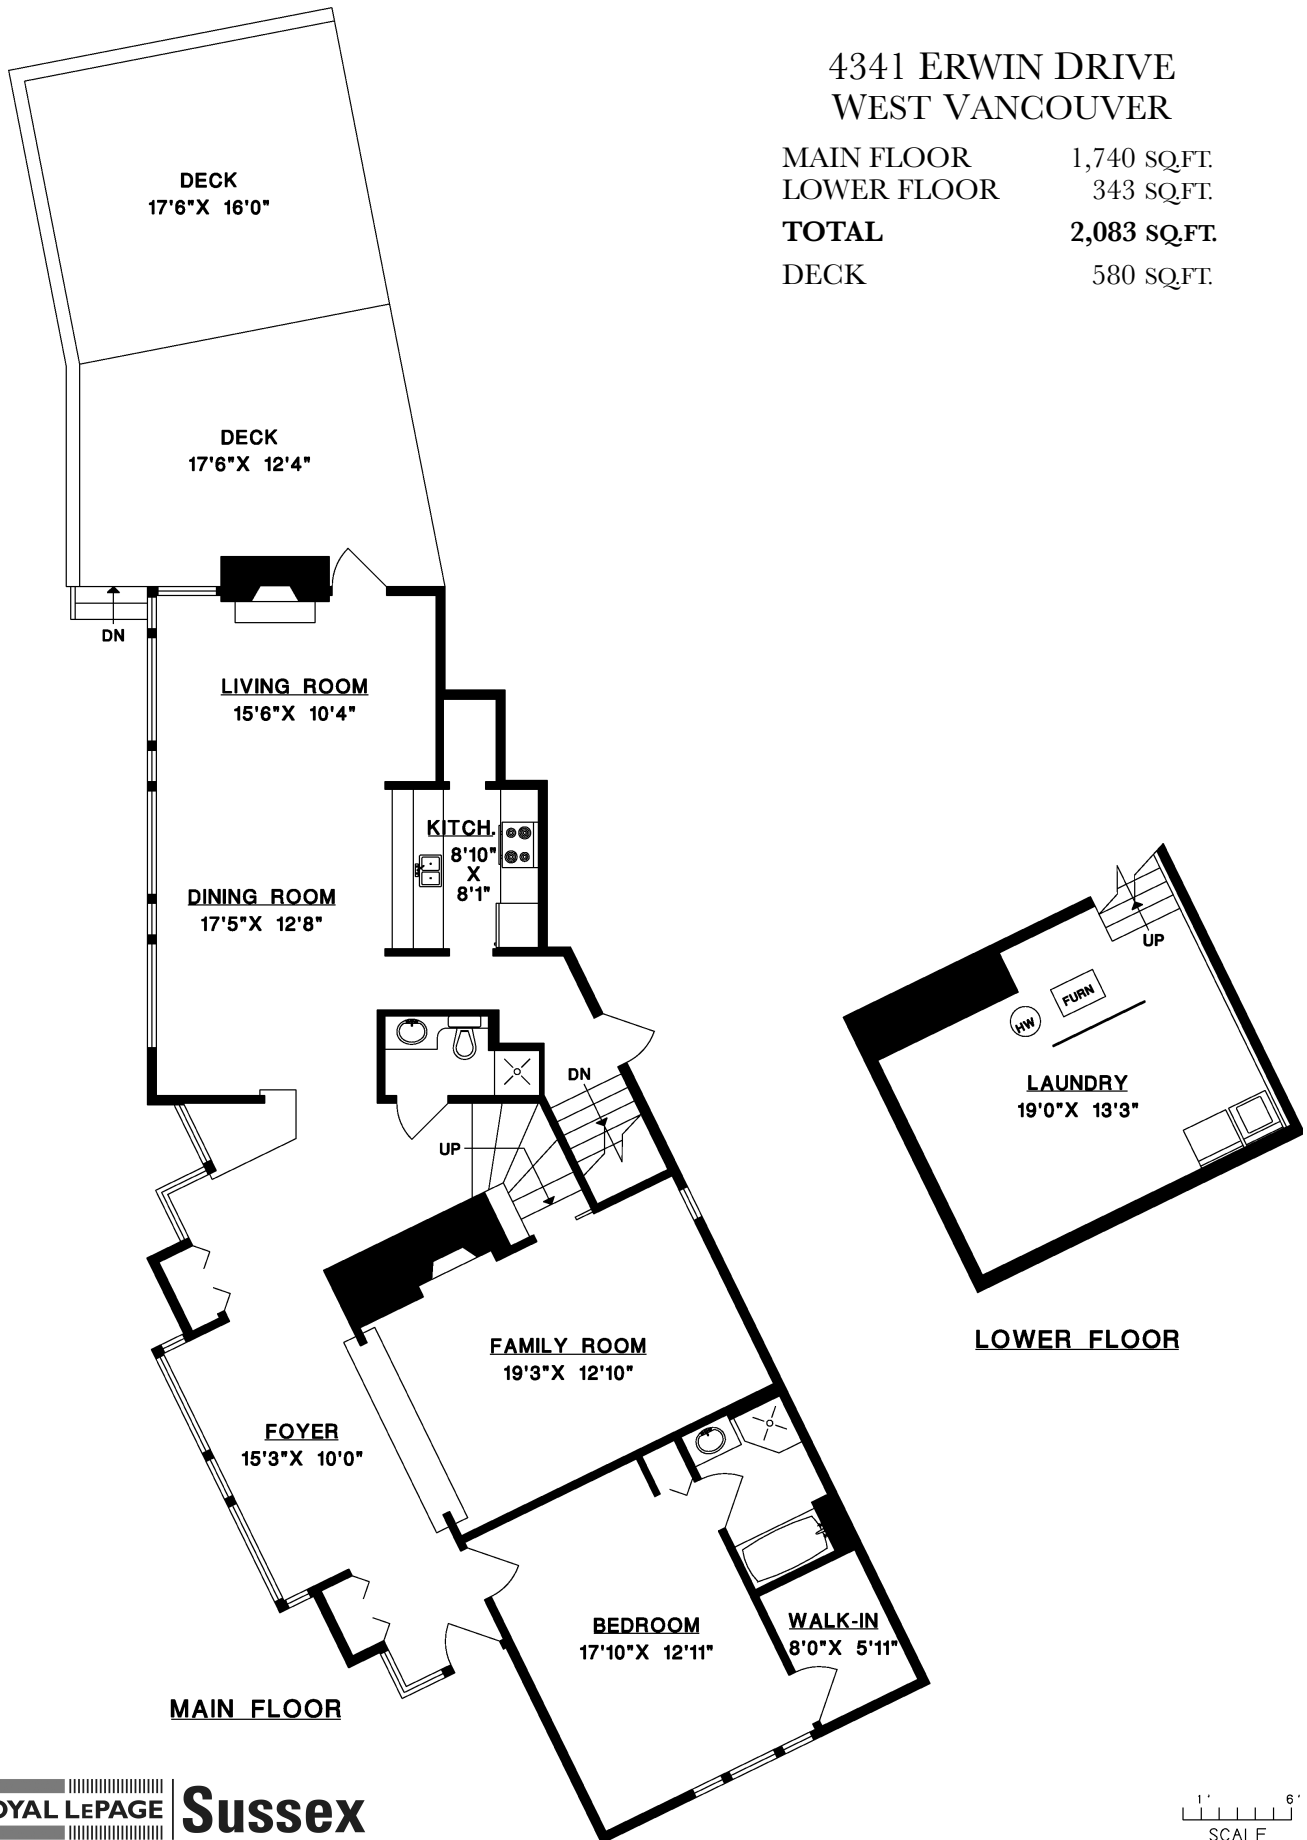 4341 ERWIN DRIVE
WEST VANCOUVER
MAIN FLOOR 1,740 SQ.FT.
LOWER FLOOR 343 SQ.FT.
TOTAL 2,083 SQ.FT.
DECK 580 SQ.FT.
DECK
17'6"X 16'0"
DECK
17'6"X 12'4"
DN
LIVING ROOM
15'6"X 10'4"
KITCH.
8'10"
X
8'1"
DINING ROOM
17'5"X 12'8"
DN
UP
FAMILY ROOM
19'3"X 12'10"
FOYER
15'3"X 10'0"
BEDROOM
17'10"X 12'11"
WALK-IN
8'0"X 5'11"
MAIN FLOOR
UP
FURN
HW
LAUNDRY
19'0"X 13'3"
LOWER FLOOR
OYAL LEPAGE
Sussex
1' 6'
SCALE